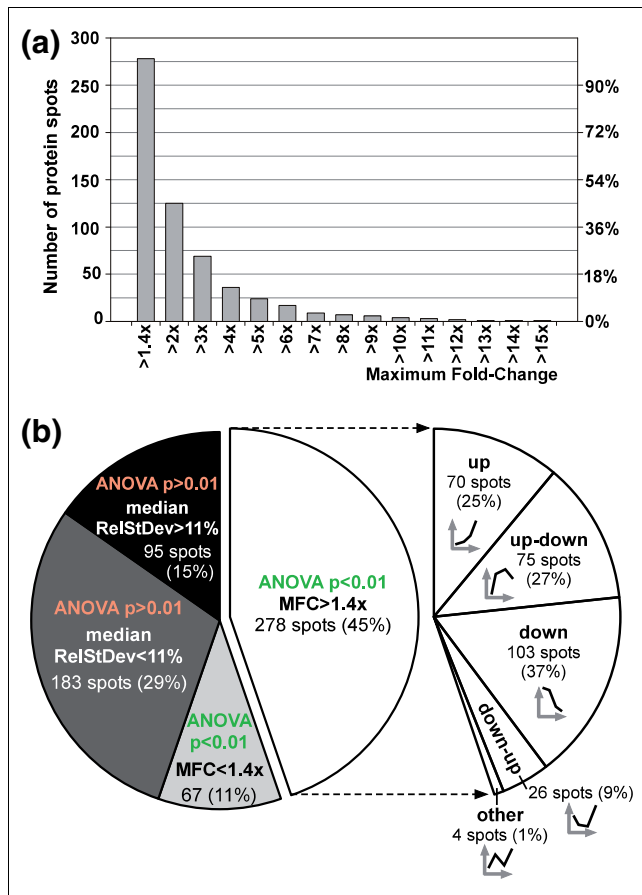 (a)
Number of protein spots
300
250
200
150
100
50
0
90%
72%
54%
36%
18%
0%
>1.4x
>2x
>3x
>4x
>5x
>6x
>7x
>8x
>9x
>10x
>11x
>12x
>13x
>14x
>15x
Maximum Fold-Change
(b)
ANOVA p>0.01
median
RelStDev>11%
95 spots
(15%)
ANOVA p>0.01
median
RelStDev<11%
183 spots (29%)
ANOVA
p<0.01
MFC<1.4x
67 (11%)
ANOVA p<0.01
MFC>1.4x
278 spots (45%)
up
70 spots
(25%)
up-down
75 spots
(27%)
down
103 spots
(37%)
down-up
26 spots (9%)
other
4 spots (1%)